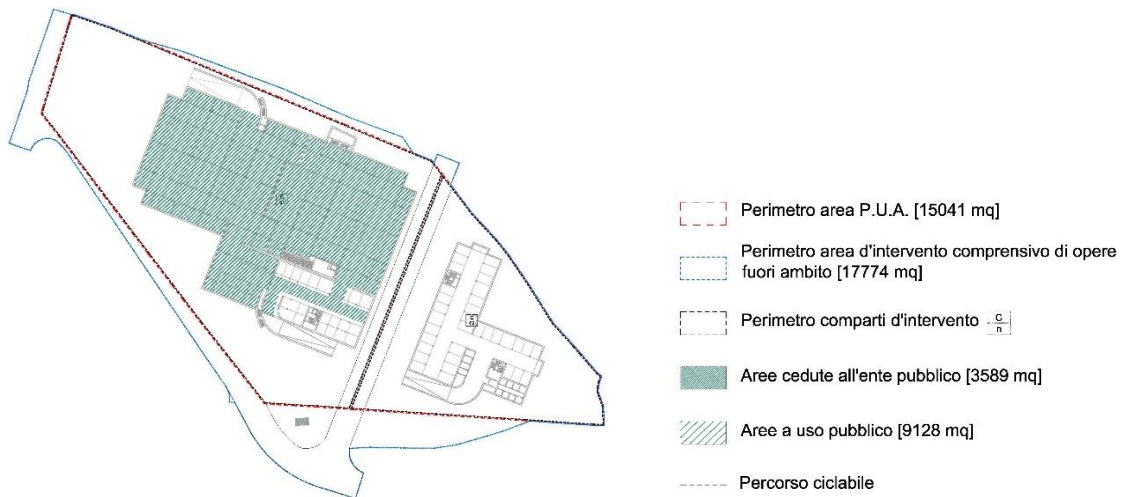 Perimetro area P.U.A. [15041 mq]
Perimetro area d'intervento comprensivo di opere
fuori ambito [17774 mq]
Perimetro comparti d'intervento C
n
Aree cedute all'ente pubblico [3589 mq]
Aree a uso pubblico [9128 mq]
Percorso ciclabile